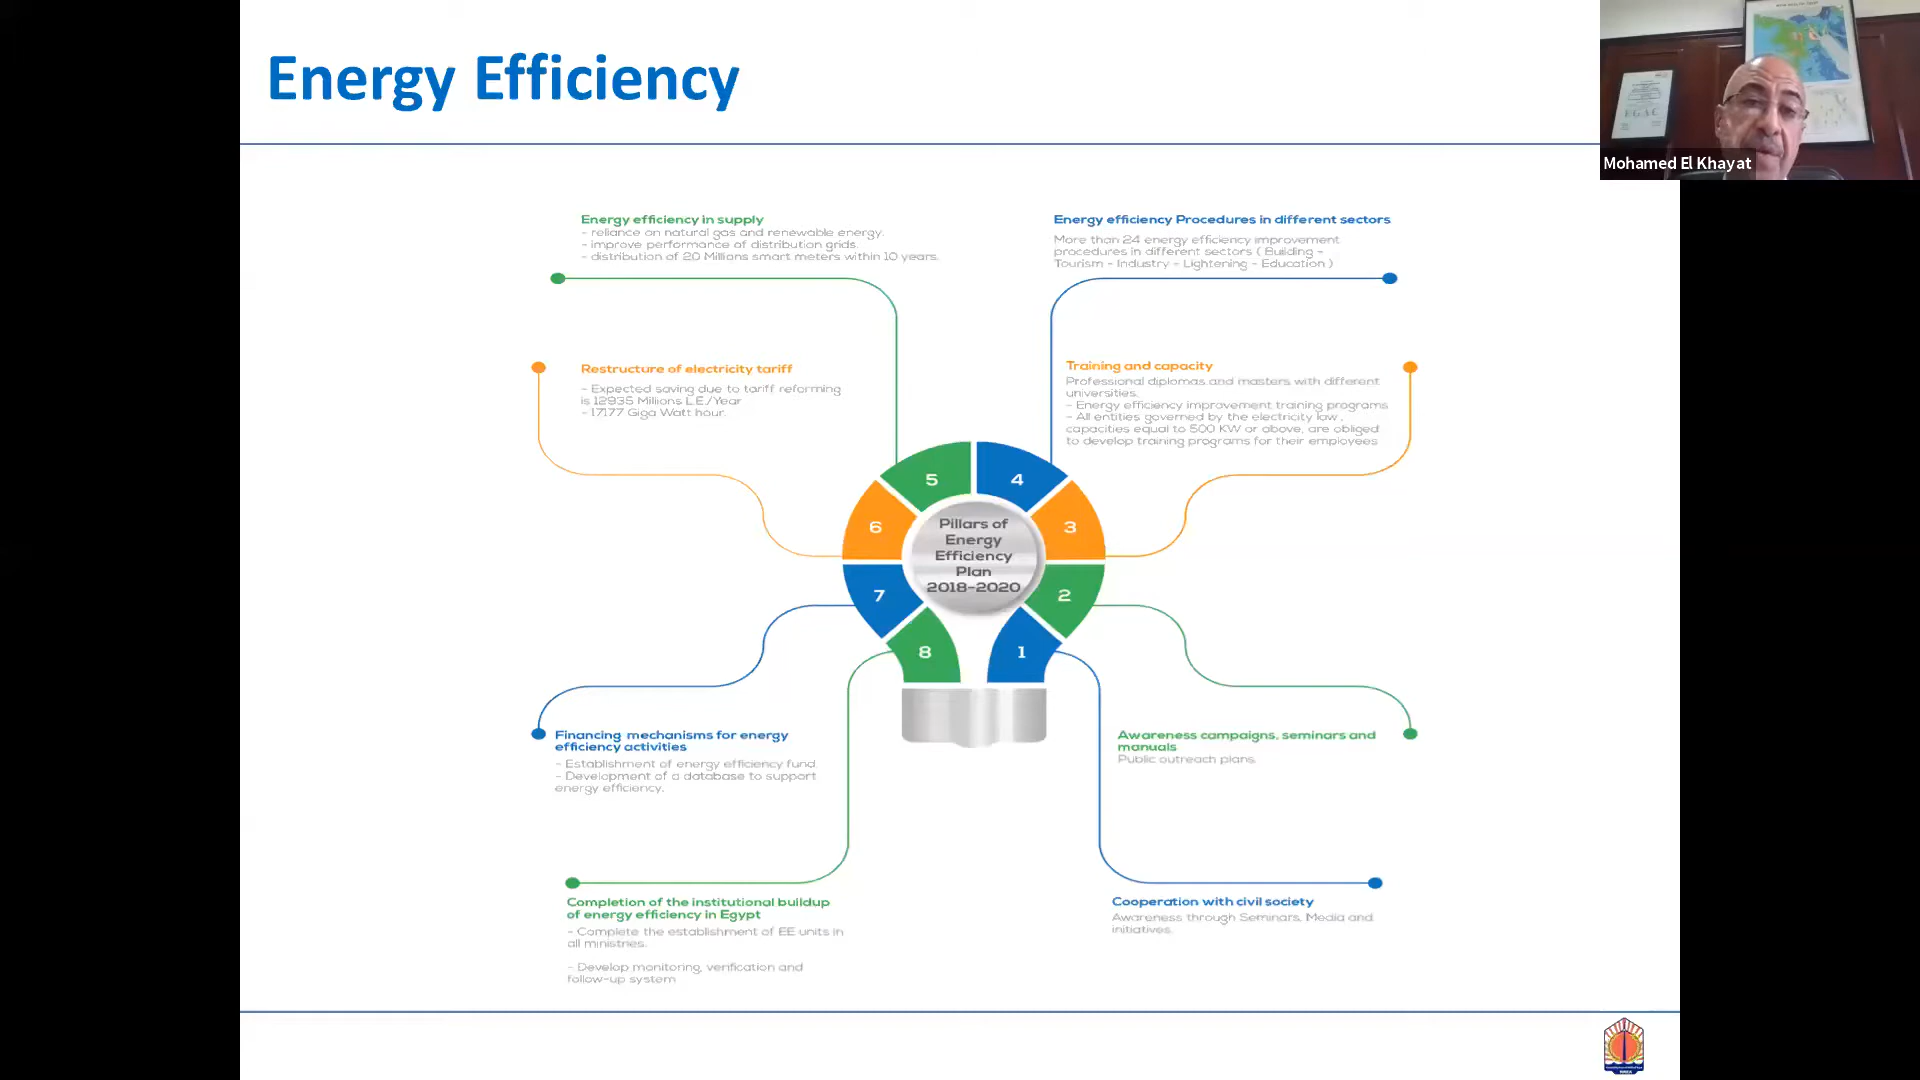 Energy Efficiency
Mohamed El Khayat
Energy efficiency in supply
- reliance on natural gas and renewable energy.
- improve performance of distribution grids.
- distribution of 20 Millions smart meters within 10 years.
Energy efficiency Procedures in different sectors
More than 24 energy efficiency improvement
procedures in different sectors ( Building -
Tourism - Industry - Lightening - Education )
Restructure of electricity tariff
- Expected saving due to tariff reforming
is 12935 Millions L.E./Year
- 17177 Giga Watt hour.
Training and capacity
Professional diplomas and masters with different
universities.
- Energy efficiency improvement training programs
- All entities governed by the electricity law ,
capacities equal to 500 KW or above, are obliged
to develop training programs for their employees
5
4
6
3
7
2
8
1
Pillars of
Energy
Efficiency
Plan
2018-2020
Financing mechanisms for energy
efficiency activities
- Establishment of energy efficiency fund.
- Development of a database to support
energy efficiency.
Awareness campaigns, seminars and
manuals
Public outreach plans.
Completion of the institutional buildup
of energy efficiency in Egypt
- Complete the establishment of EE units in
all ministries.
- Develop monitoring, verification and
follow-up system
Cooperation with civil society
Awareness through Seminars, Media and
initiatives.